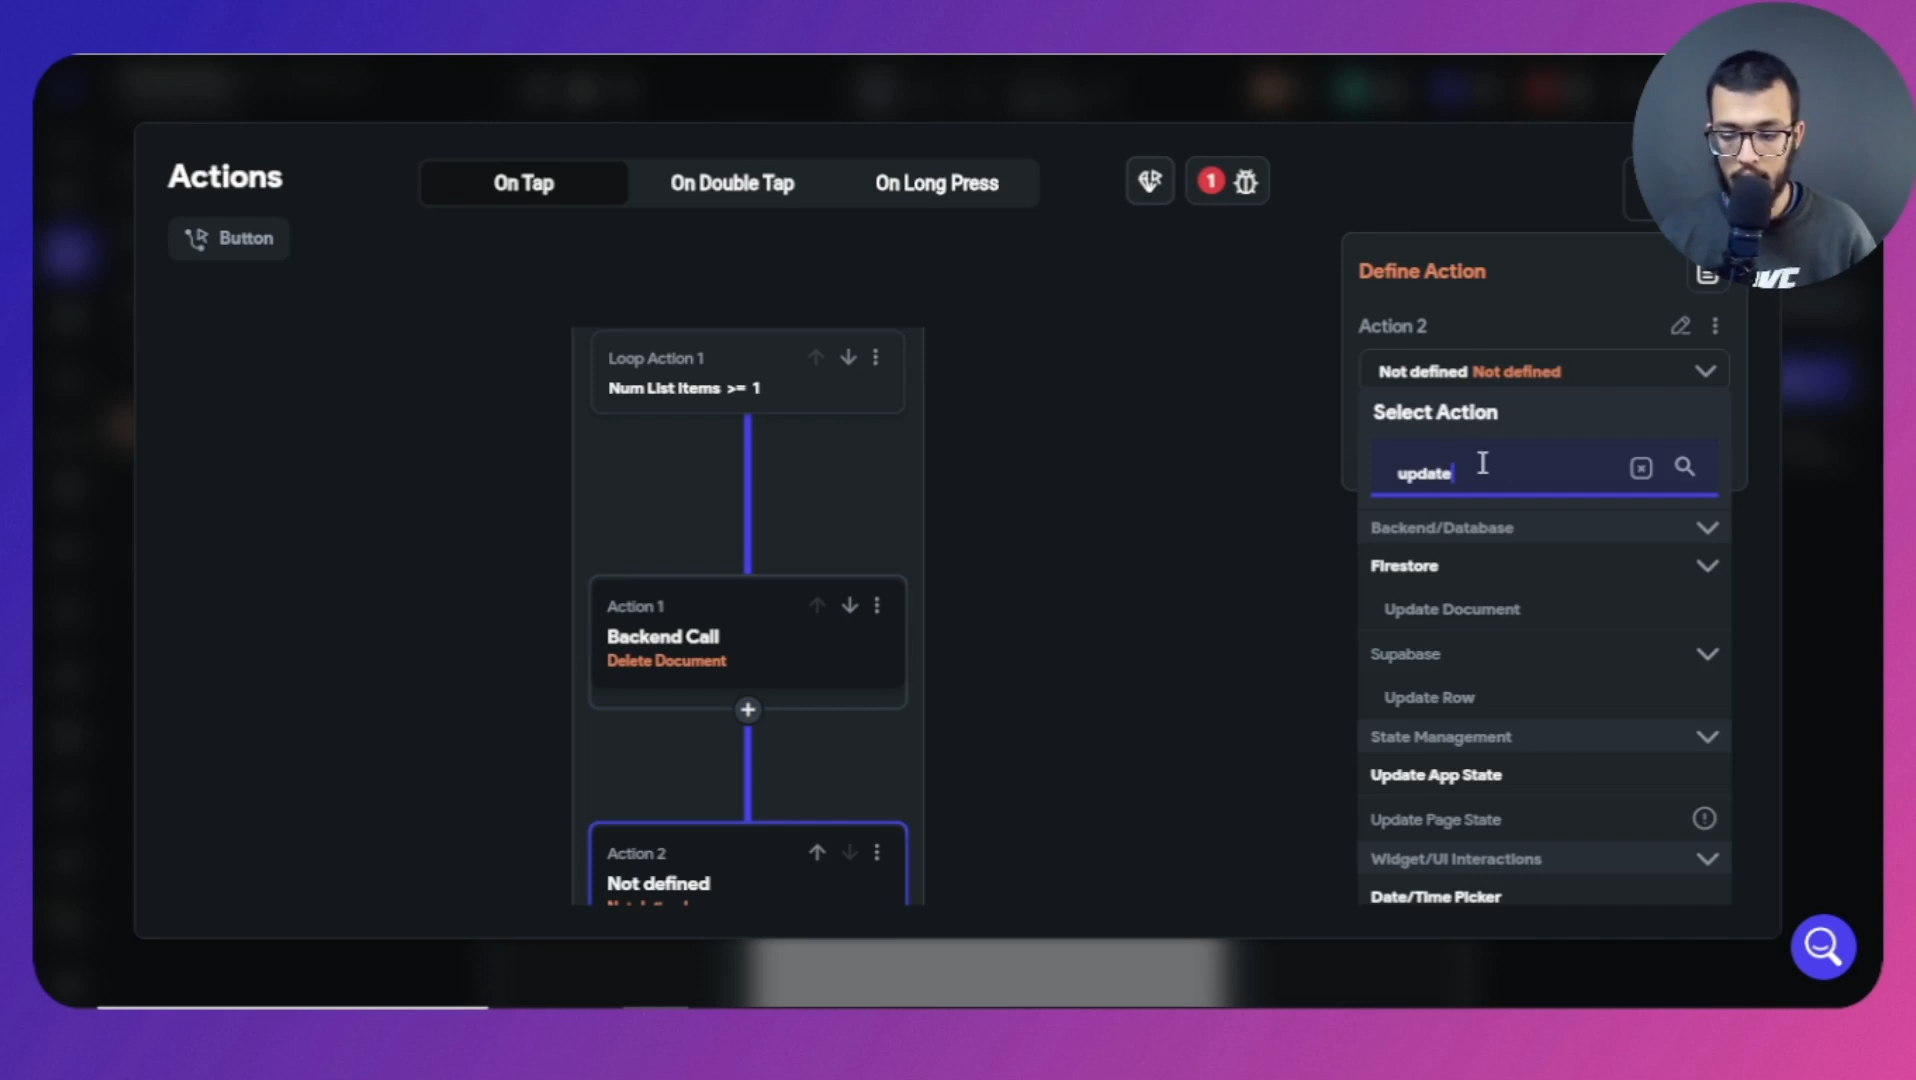 Actions
On Tap
On Double Tap
On Long Press
1
Button
Define Action
Action 2
Not defined Not defined
Select Action
update
Backend/Database
Firestore
Update Document
Supabase
Update Row
State Management
Update App State
Update Page State
Widget/UI Interactions
Date/Time Picker
Loop Action 1
Num List Items >= 1
Action 1
Backend Call
Delete Document
Action 2
Not defined